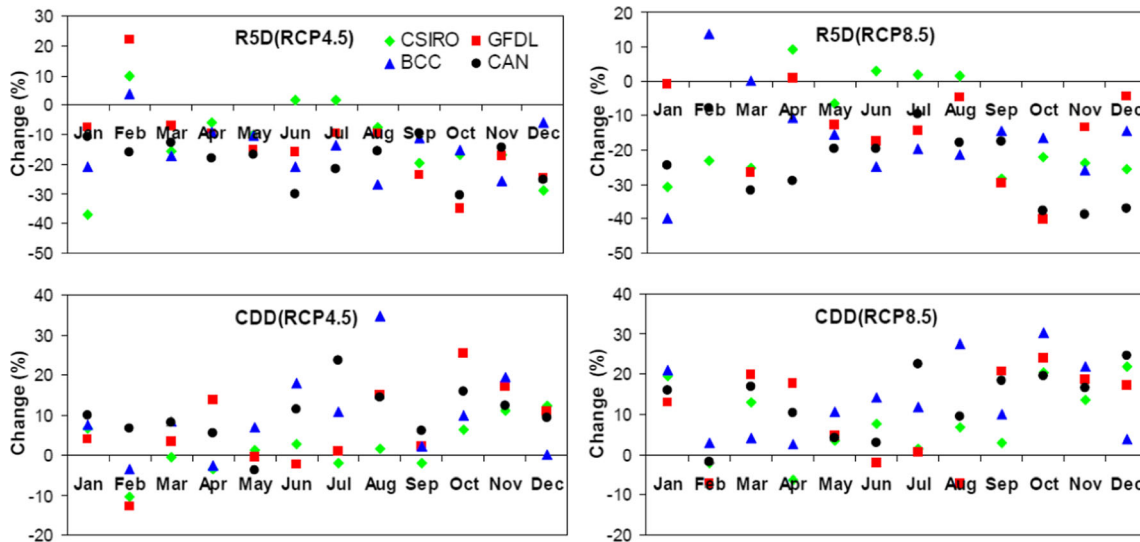 R5D(RCP4.5)
CSIRO GFDL
BCC CAN
Change (%)
30
20
10
0
-10
-20
-30
-40
-50
Jan Feb Mar Apr May Jun Jul Aug Sep Oct Nov Dec
R5D(RCP8.5)
Change (%)
20
10
0
-10
-20
-30
-40
-50
Jan Feb Mar Apr May Jun Jul Aug Sep Oct Nov Dec
CDD(RCP4.5)
Change (%)
40
30
20
10
0
-10
-20
Jan Feb Mar Apr May Jun Jul Aug Sep Oct Nov Dec
CDD(RCP8.5)
Change (%)
40
30
20
10
0
-10
-20
Jan Feb Mar Apr May Jun Jul Aug Sep Oct Nov Dec